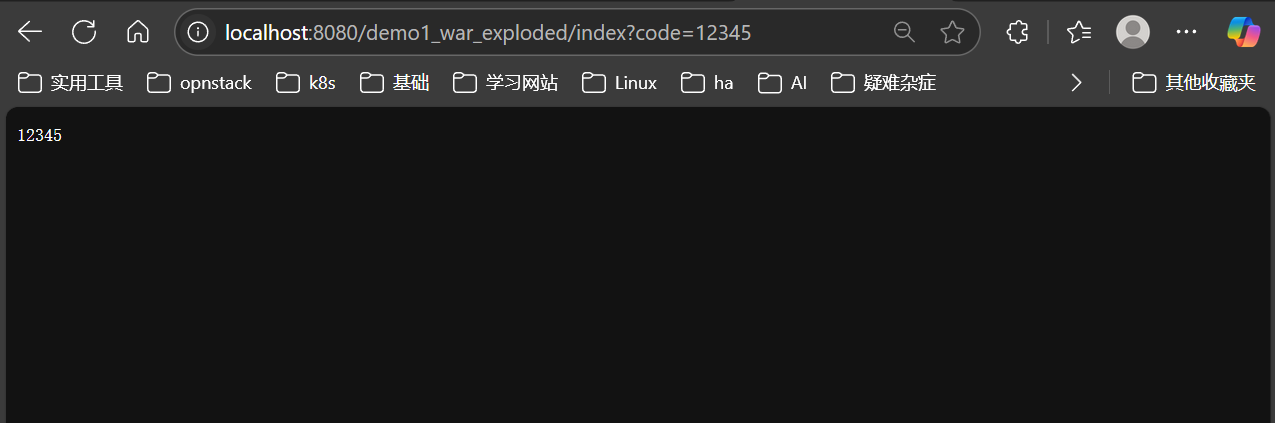 localhost:8080/demo1_war_exploded/index?code=12345
实用工具 opnstack k8s 基础 学习网站 Linux ha AI 疑难杂症 其他收藏夹
12345